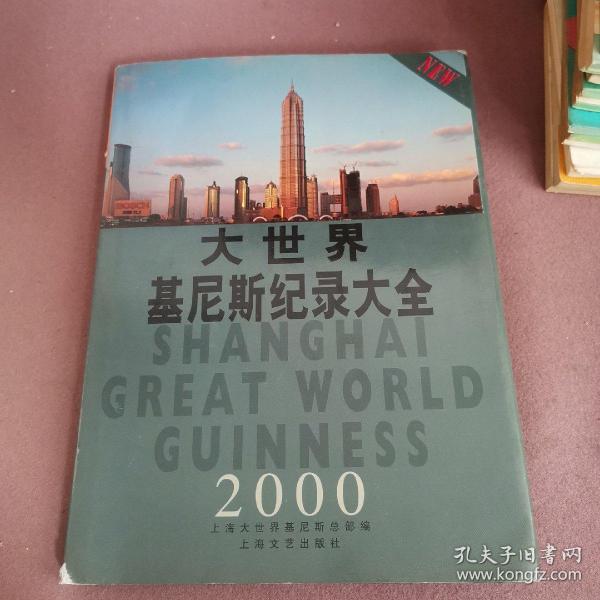 NEW
大世界
基尼斯纪录大全
SHANGHAI
GREAT WORLD
GUINNESS
2000
上海大世界基尼斯总部编
上海文艺出版社
孔夫子旧书网
www.kongfz.com